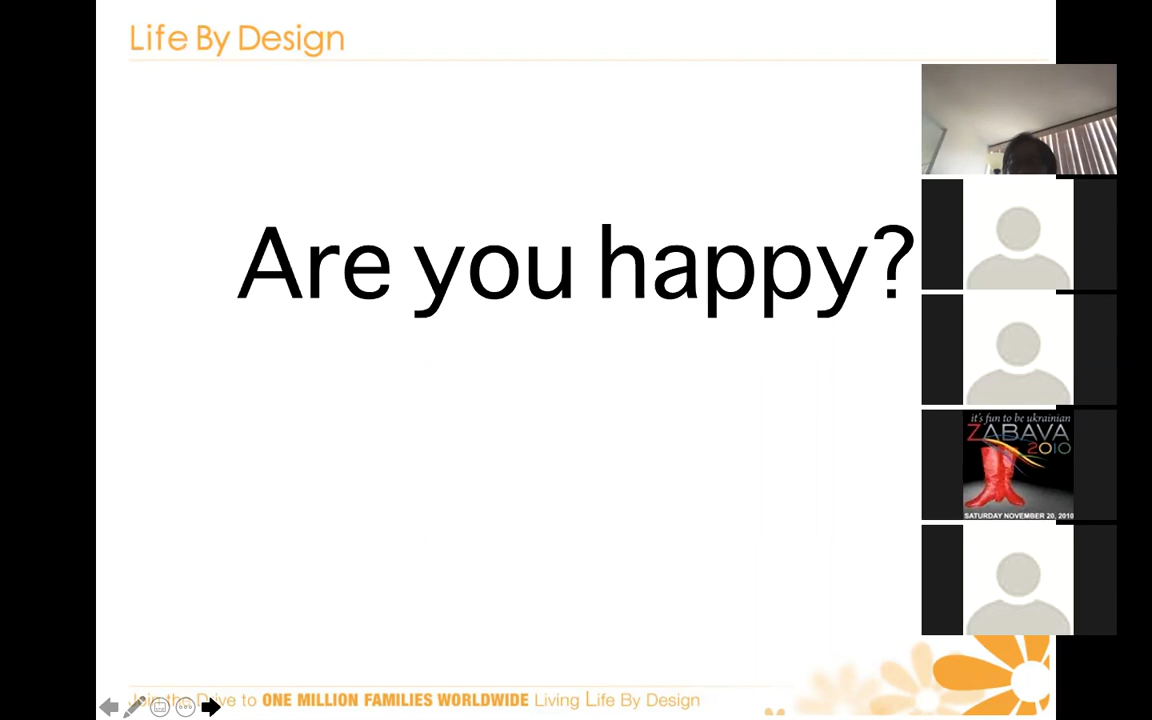 Life By Design
Are you happy?
it's fun to be ukrainian
ZABAVA
2010
SATURDAY NOVEMBER 20, 2010
Join the Drive to ONE MILLION FAMILIES WORLDWIDE Living Life By Design